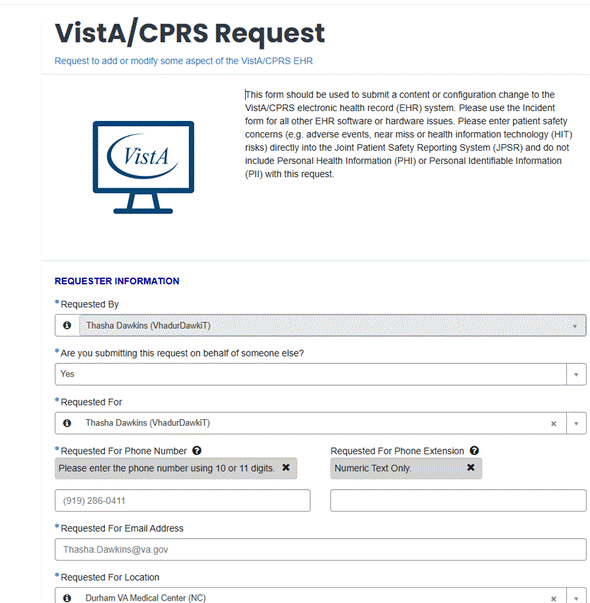 VistA/CPRS Request
Request to add or modify some aspect of the VistA/CPRS EHR
VistA
This form should be used to submit a content or configuration change to the
VistA/CPRS electronic health record (EHR) system. Please use the Incident
form for all other EHR software or hardware issues. Please enter patient safety
concerns (e.g. adverse events, near miss or health information technology (HIT)
risks) directly into the Joint Patient Safety Reporting System (JPSR) and do not
include Personal Health Information (PHI) or Personal Identifiable Information
(PII) with this request.
REQUESTER INFORMATION
*Requested By
Thasha Dawkins (VhadurDawkiT)
*Are you submitting this request on behalf of someone else?
Yes
*Requested For
Thasha Dawkins (VhadurDawkiT)
*Requested For Phone Number
Requested For Phone Extension
Please enter the phone number using 10 or 11 digits.
Numeric Text Only.
(919) 286-0411
*Requested For Email Address
Thasha.Dawkins@va.gov
*Requested For Location
Durham VA Medical Center (NC)